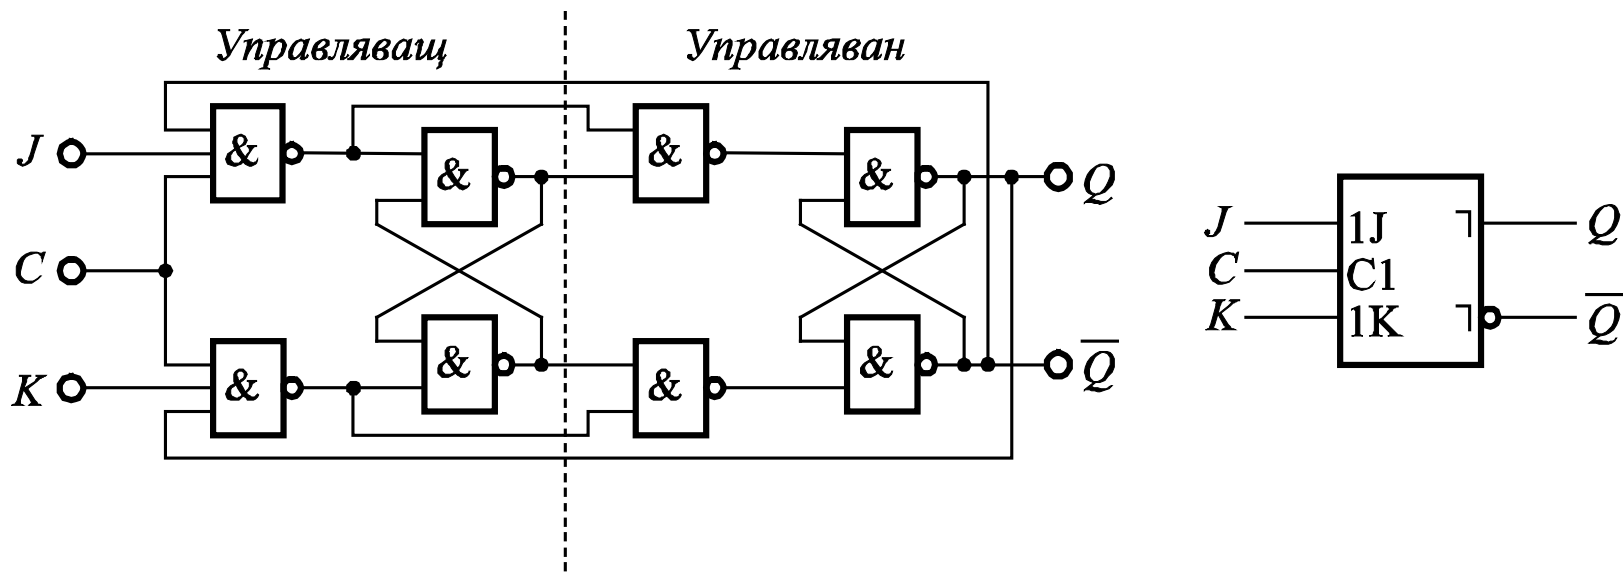 Управляващ Управляван
J & & & & Q
C
K & & & & Q̅
J 1J ┐ Q
C C1
K 1K ┐ Q̅